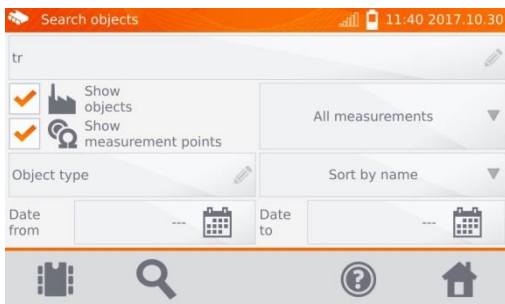 Search objects 11:40 2017.10.30
tr
Show
objects
All measurements
Show
measurement points
Object type Sort by name
Date
from
---
Date
to
---
?